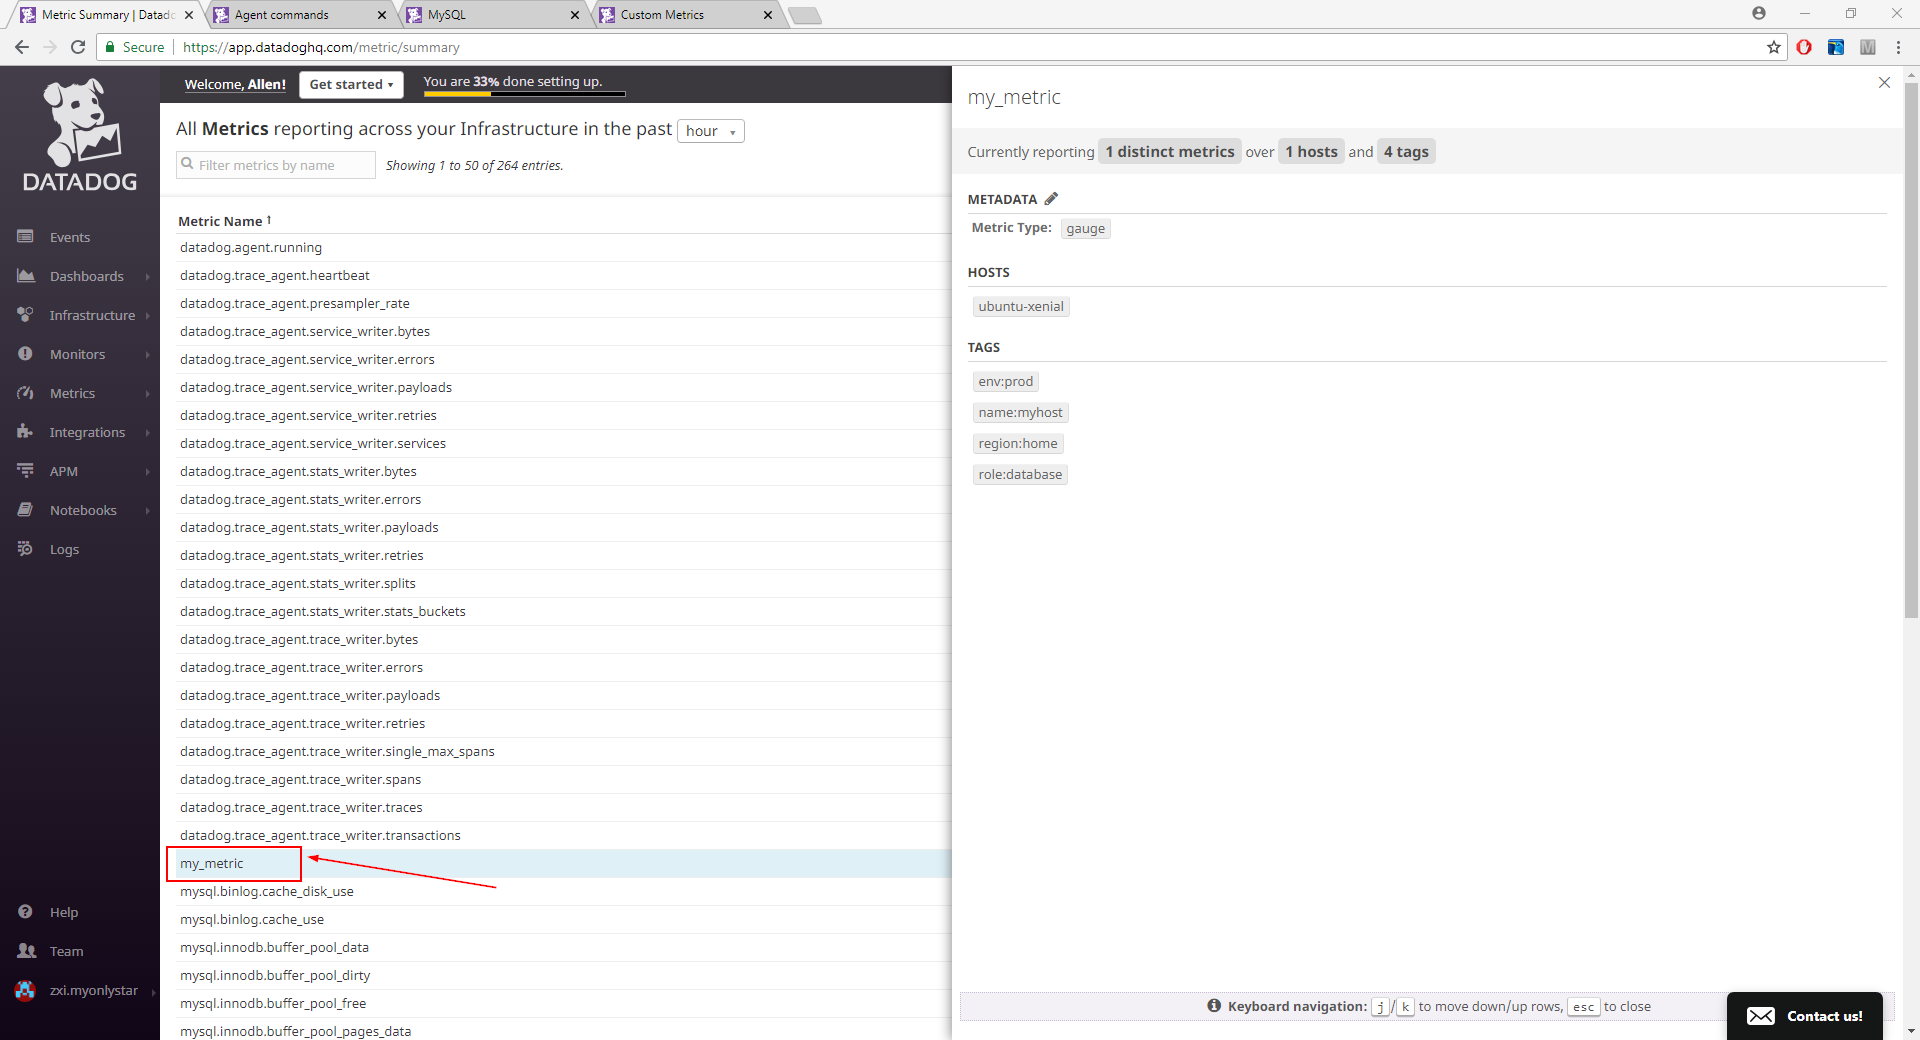 Metric Summary | Datado
Agent commands
MySQL
Custom Metrics
Secure
https://app.datadoghq.com/metric/summary
DATADOG
Events
Dashboards
Infrastructure
Monitors
Metrics
Integrations
APM
Notebooks
Logs
Help
Team
zxi.myonlystar
Welcome, Allen!
Get started
You are 33% done setting up.
All Metrics reporting across your Infrastructure in the past hour
Filter metrics by name
Showing 1 to 50 of 264 entries.
Metric Name ↑
datadog.agent.running
datadog.trace_agent.heartbeat
datadog.trace_agent.presampler_rate
datadog.trace_agent.service_writer.bytes
datadog.trace_agent.service_writer.errors
datadog.trace_agent.service_writer.payloads
datadog.trace_agent.service_writer.retries
datadog.trace_agent.service_writer.services
datadog.trace_agent.stats_writer.bytes
datadog.trace_agent.stats_writer.errors
datadog.trace_agent.stats_writer.payloads
datadog.trace_agent.stats_writer.retries
datadog.trace_agent.stats_writer.splits
datadog.trace_agent.stats_writer.stats_buckets
datadog.trace_agent.trace_writer.bytes
datadog.trace_agent.trace_writer.errors
datadog.trace_agent.trace_writer.payloads
datadog.trace_agent.trace_writer.retries
datadog.trace_agent.trace_writer.single_max_spans
datadog.trace_agent.trace_writer.spans
datadog.trace_agent.trace_writer.traces
datadog.trace_agent.trace_writer.transactions
my_metric
mysql.binlog.cache_disk_use
mysql.binlog.cache_use
mysql.innodb.buffer_pool_data
mysql.innodb.buffer_pool_dirty
mysql.innodb.buffer_pool_free
mysql.innodb.buffer_pool_pages_data
my_metric
Currently reporting 1 distinct metrics over 1 hosts and 4 tags
METADATA
Metric Type: gauge
HOSTS
ubuntu-xenial
TAGS
env:prod
name:myhost
region:home
role:database
Keyboard navigation: j/k to move down/up rows, esc to close
Contact us!